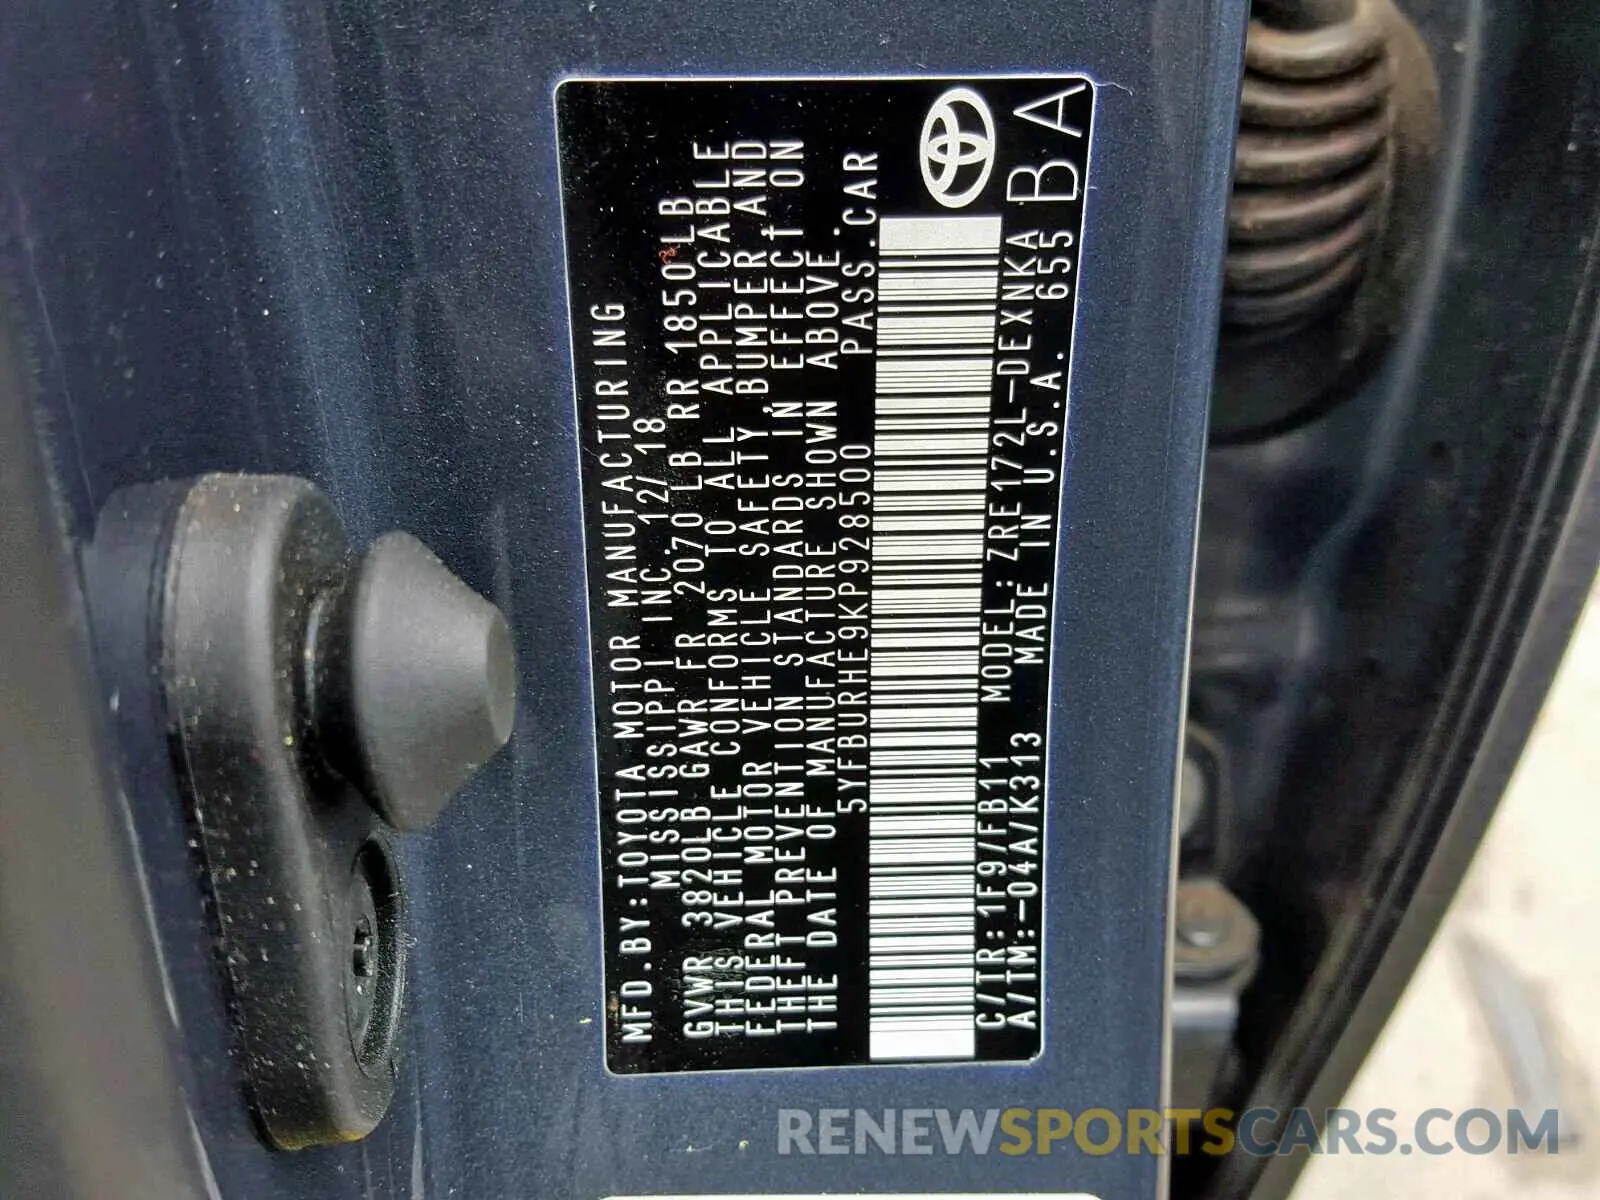 MFD.BY:TOYOTA MOTOR MANUFACTURING
MISSISSIPPI INC. 12/18
GVWR 3820LB GAWR FR 2070 LB RR 1850 LB
THIS VEHICLE CONFORMS TO ALL APPLICABLE
FEDERAL MOTOR VEHICLE SAFETY, BUMPER, AND
THEFT PREVENTION STANDARDS IN EFFECT ON
THE DATE OF MANUFACTURE SHOWN ABOVE.
5YFBURHE9KP928500 PASS.CAR
C/TR:1F9/FB11 MODEL:ZRE172L-DEXNKA
A/TM:-04A/K313 MADE IN U.S.A. 655
BA
RENEWSPORTSCARS.COM